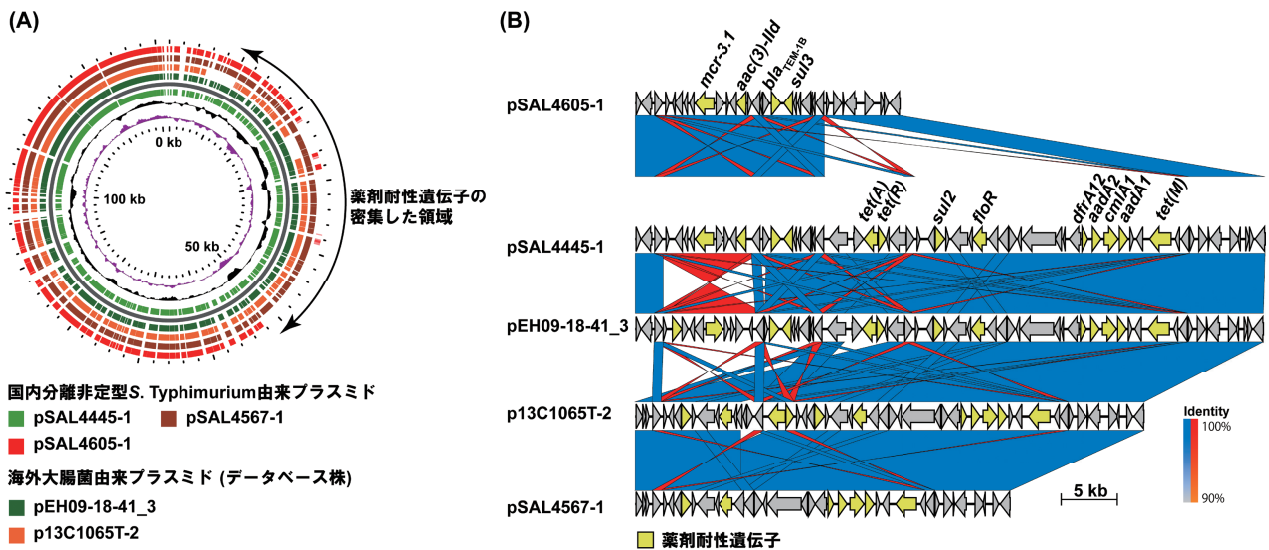 (A)
0 kb
100 kb
50 kb
薬剤耐性遺伝子の
密集した領域
国内分離非定型S. Typhimurium由来プラスミド
pSAL4445-1
pSAL4567-1
pSAL4605-1
海外大腸菌由来プラスミド (データベース株)
pEH09-18-41_3
p13C1065T-2
(B)
mcr-3.1
aac(3)-IId
blaTEM-1B
sul3
pSAL4605-1
tet(A)
tet(R)
sul2
floR
dfrA12
aadA2
cmlA1
aadA1
tet(M)
pSAL4445-1
pEH09-18-41_3
p13C1065T-2
pSAL4567-1
Identity
100%
90%
5 kb
薬剤耐性遺伝子